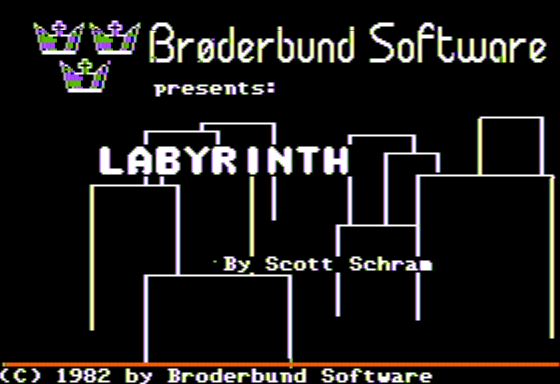 Brøderbund Software
presents:
LABYRINTH
By Scott Schram
(C) 1982 by Broderbund Software